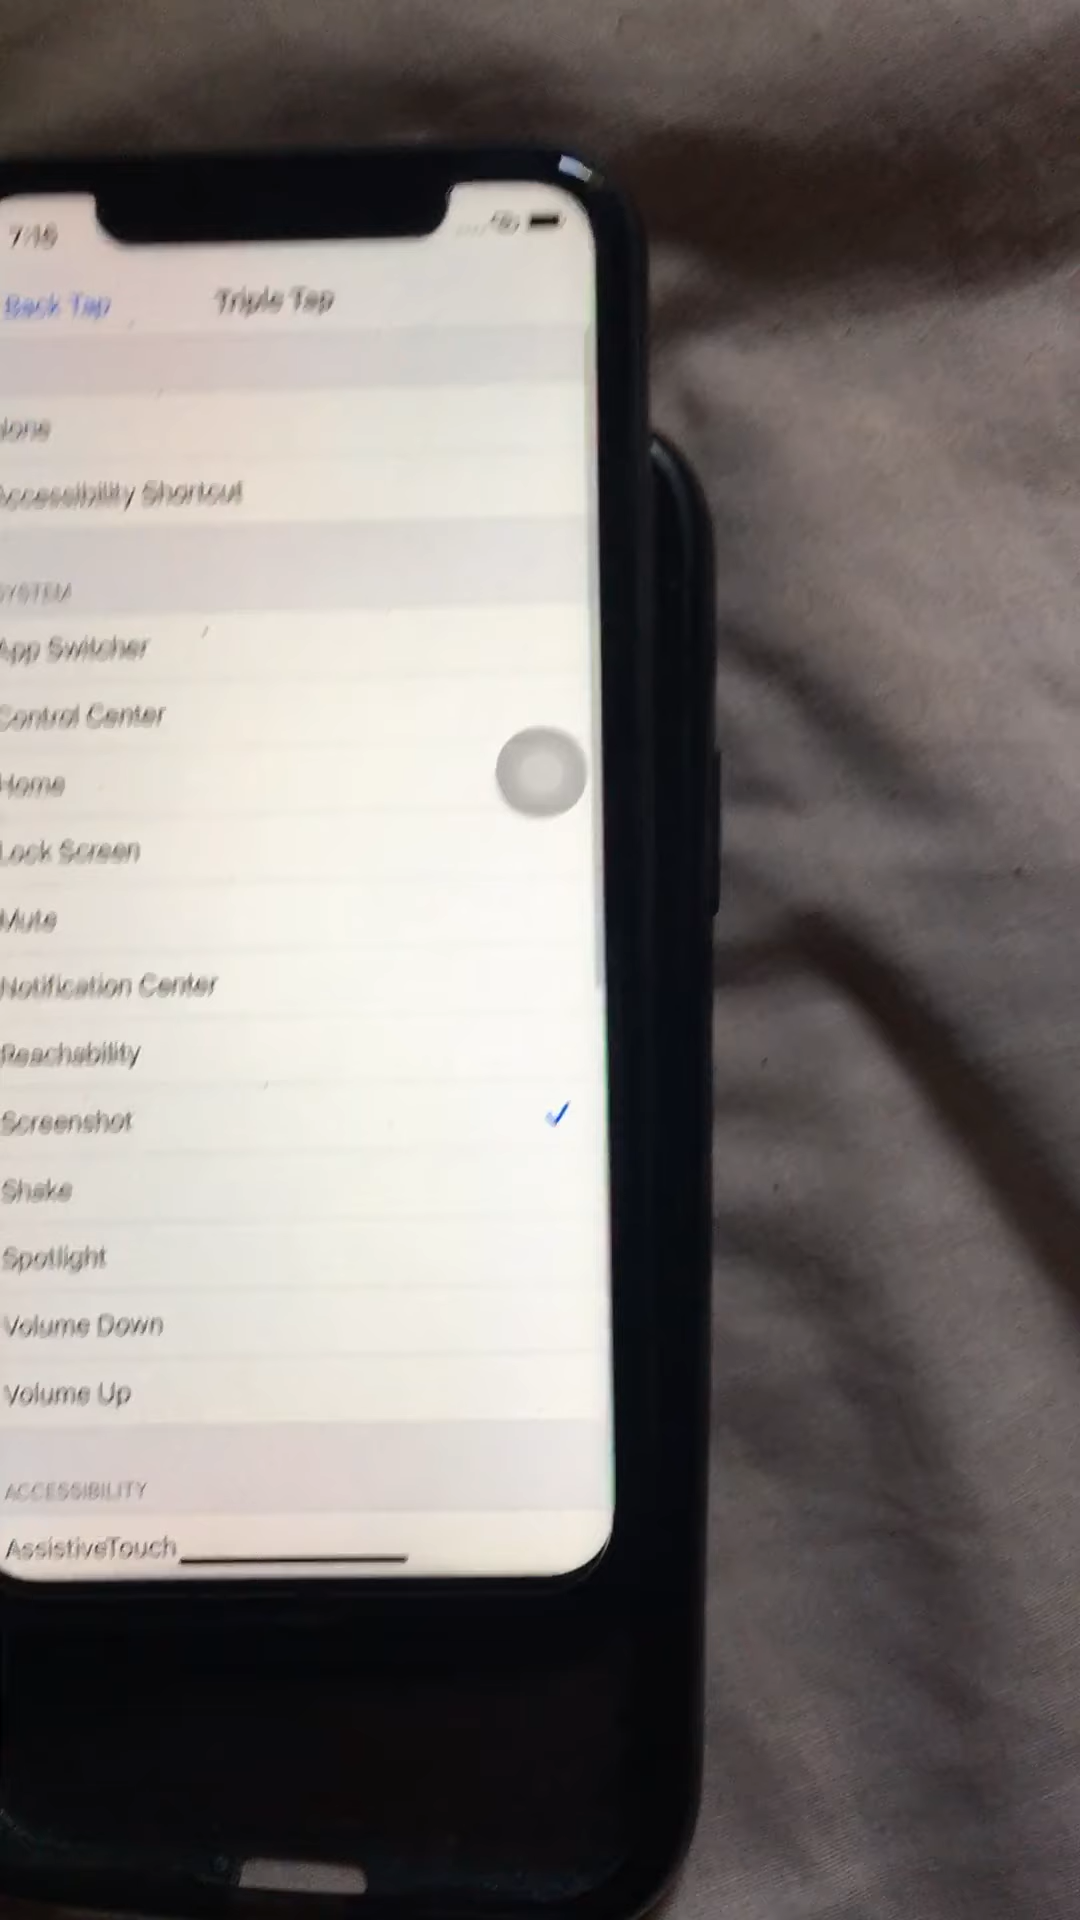 Back Tap
Triple Tap
Accessibility Shortcut
SYSTEM
App Switcher
Control Center
Home
Lock Screen
Mute
Notification Center
Reachability
Screenshot
Shake
Spotlight
Volume Down
Volume Up
ACCESSIBILITY
AssistiveTouch